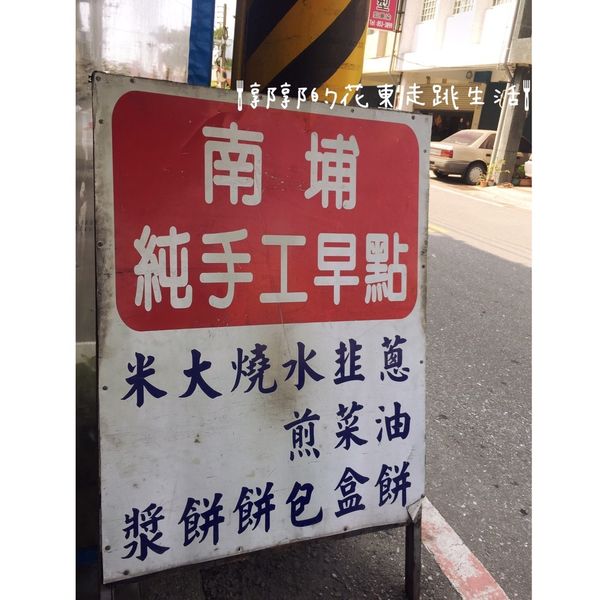 郭郭的花東走跳生活
南埔
純手工早點
蔥油餅
韭菜盒
水煎包
燒餅
大餅
米漿